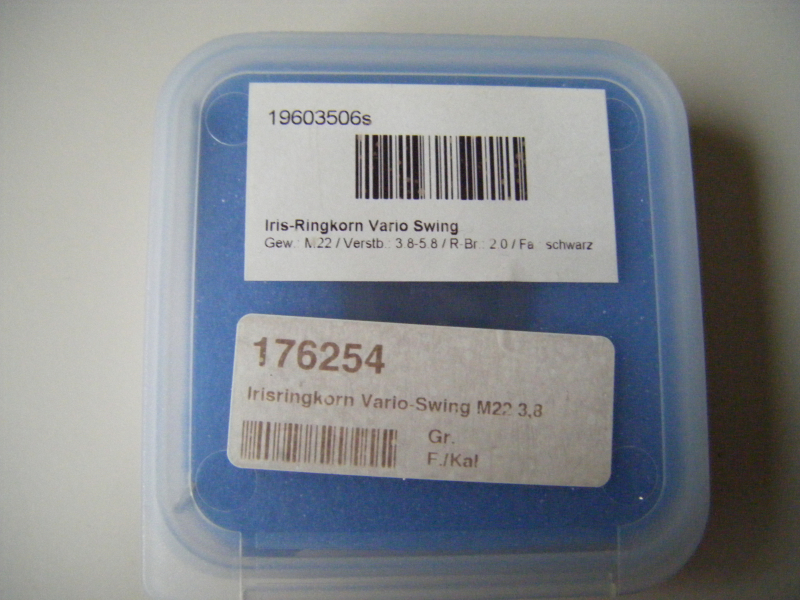 19603506s
Iris-Ringkorn Vario Swing
Gew.: M22 / Verstb.: 3.8-5.8 / R-Br.: 2.0 / Fa.: schwarz
176254
Irisringkorn Vario-Swing M22 3,8
Gr.
F./Kal